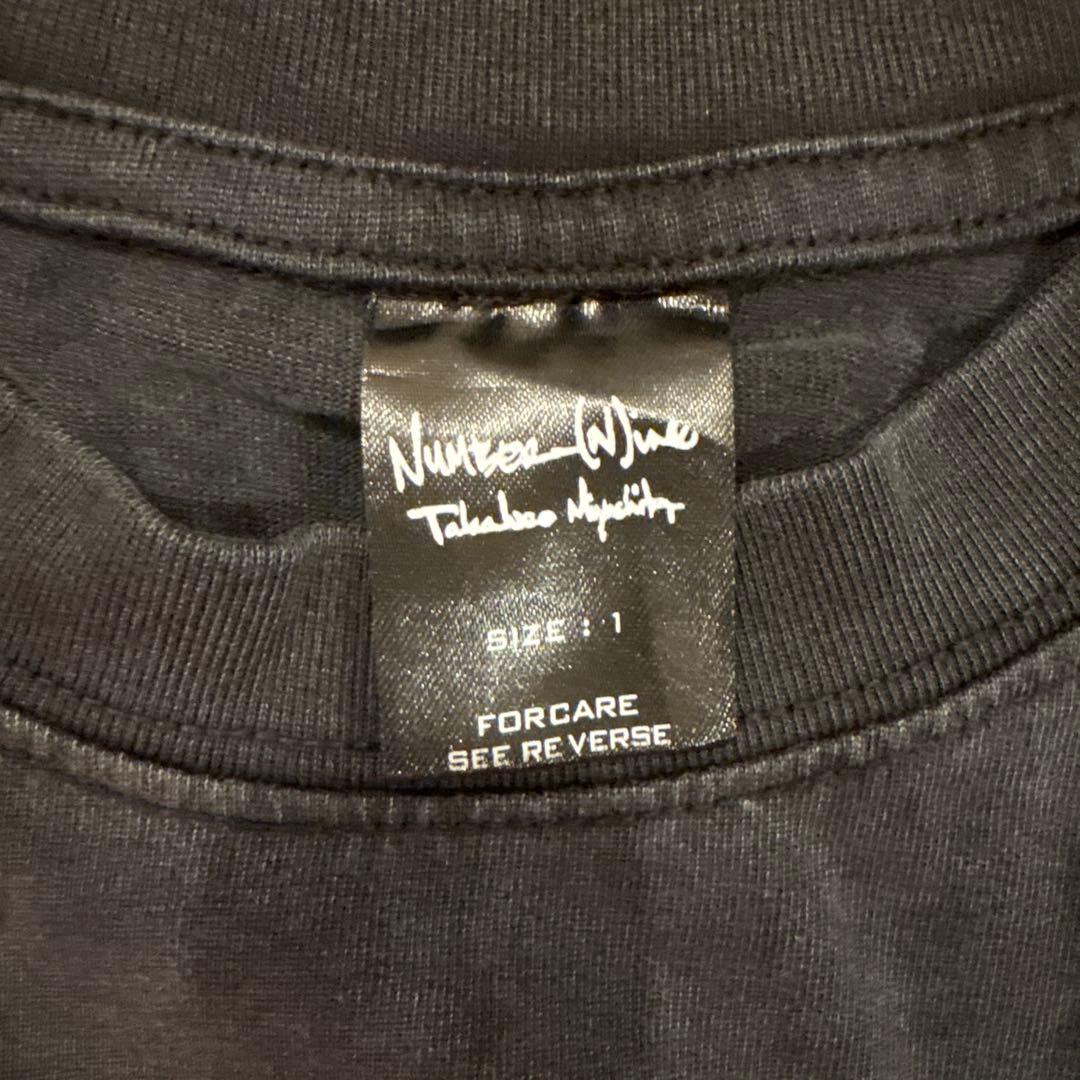 Number (N)ine
Takahiro Miyashita
SIZE : 1
FORCARE
SEE REVERSE